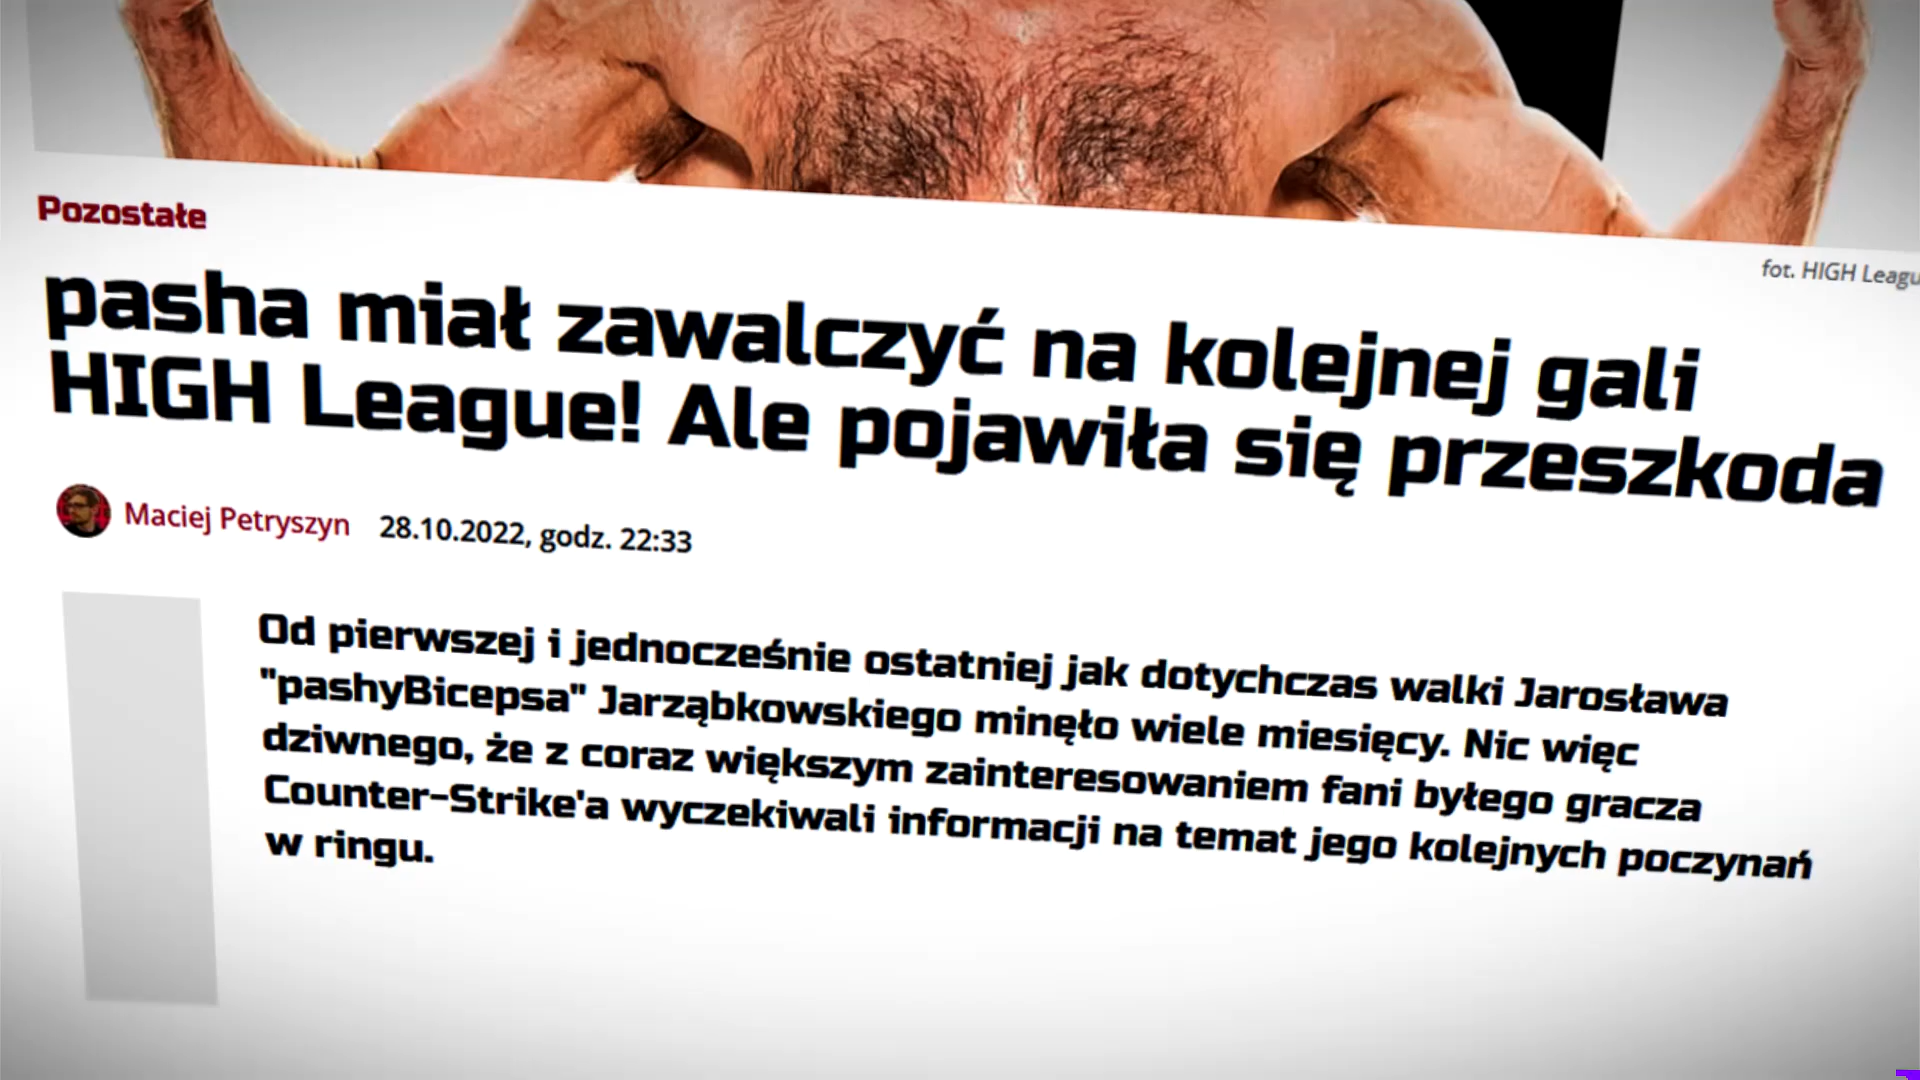 Pozostałe
fot. HIGH Leagu
pasha miał zawalczyć na kolejnej gali
HIGH League! Ale pojawiła się przeszkoda
Maciej Petryszyn 28.10.2022, godz. 22:33
Od pierwszej i jednocześnie ostatniej jak dotychczas walki Jarosława
"pashyBicepsa" Jarząbkowskiego minęło wiele miesięcy. Nic więc
dziwnego, że z coraz większym zainteresowaniem fani byłego gracza
Counter-Strike'a wyczekiwali informacji na temat jego kolejnych poczynań
w ringu.